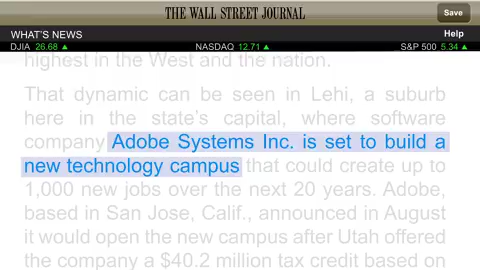 THE WALL STREET JOURNAL
Save
WHAT'S NEWS
Help
DJIA 26.68 ▲ NASDAQ 12.71 ▲ S&P 500 5.34 ▲
highest in the West and the nation.
That dynamic can be seen in Lehi, a suburb
here in the state's capital, where software
company Adobe Systems Inc. is set to build a
new technology campus that could create up to
1,000 new jobs over the next 20 years. Adobe,
based in San Jose, Calif., announced in August
it would open the new campus after Utah offered
the company a $40.2 million tax credit based on